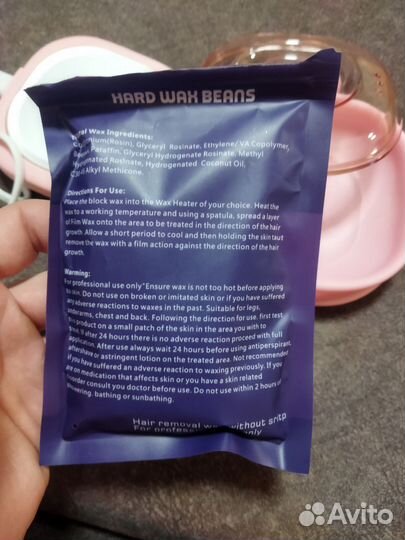 HARD WAX BEANS
Wax Ingredients:
(Rosin), Glyceryl Rosinate, Ethylene/ VA Copolymer,
Paraffin, Glyceryl Hydrogenate Rosinate, Methyl
Rosinate, Hydrogenated Coconut Oil,
Alkyl Methicone.
Directions For Use:
Place the block wax into the Wax Heater of your choice. Heat the
wax to a working temperature and using a spatula, spread a layer
of Film Wax onto the area to be treated in the direction of the hair
growth. Allow a short period to cool and then holding the skin taut
remove the wax with a film action against the direction of the hair
growth.
Warming:
For professional use only"Ensure wax is not too hot before applying
to skin. Do not use on broken or imitated skin or if you have suffered
any adverse reactions to waxes in the past. Suitable for legs,
underarms, chest and back. Following the direction for use. first test
the product on a small patch of the skin in the area you with to
treat. If after 24 hours there is no adverse reaction proceed with full
application. After use always wait 24 hours before using antiperspirant,
aftershave or astringent lotion on the treated area. Not recommended
if you have suffered an adverse reaction to waxing previously. If you
are on medication that affects skin or you have a skin related
disorder consult you doctor before use. Do not use within 2 hours of
showering. bathing or sunbathing.
Hair removal without sritp
For only
Avito